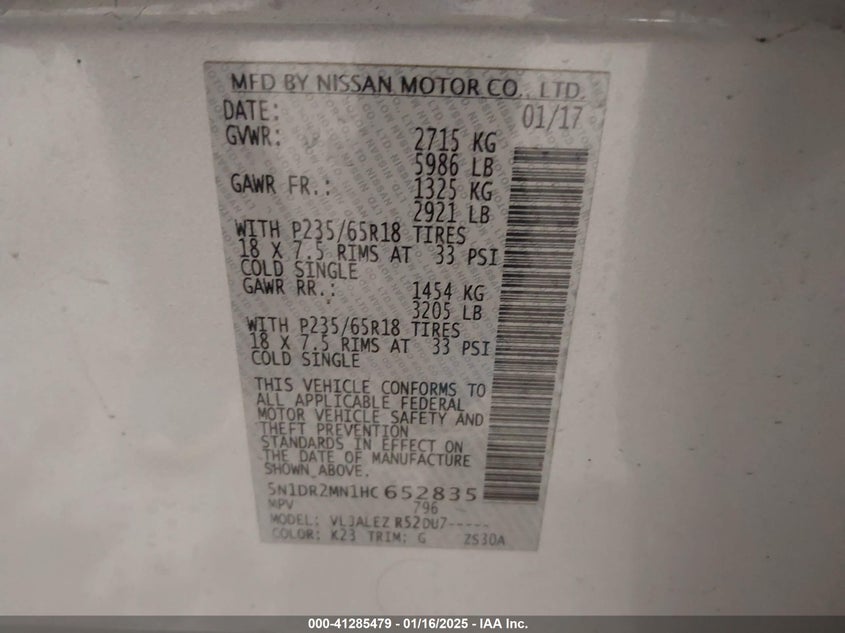 MFD BY NISSAN MOTOR CO., LTD.
DATE: 01/17
GVWR: 2715 KG
5986 LB
GAWR FR.: 1325 KG
2921 LB
WITH P235/65R18 TIRES
18 X 7.5 RIMS AT 33 PSI
COLD SINGLE
GAWR RR.: 1454 KG
3205 LB
WITH P235/65R18 TIRES
18 X 7.5 RIMS AT 33 PSI
COLD SINGLE
THIS VEHICLE CONFORMS TO
ALL APPLICABLE FEDERAL
MOTOR VEHICLE SAFETY AND
THEFT PREVENTION
STANDARDS IN EFFECT ON
THE DATE OF MANUFACTURE
SHOWN ABOVE.
5N1DR2MN1HC652835
MPV 796
MODEL: VLJALEZ R52DU7-----
COLOR: K23 TRIM: G ZS30A
000-41285479 - 01/16/2025 - IAA Inc.